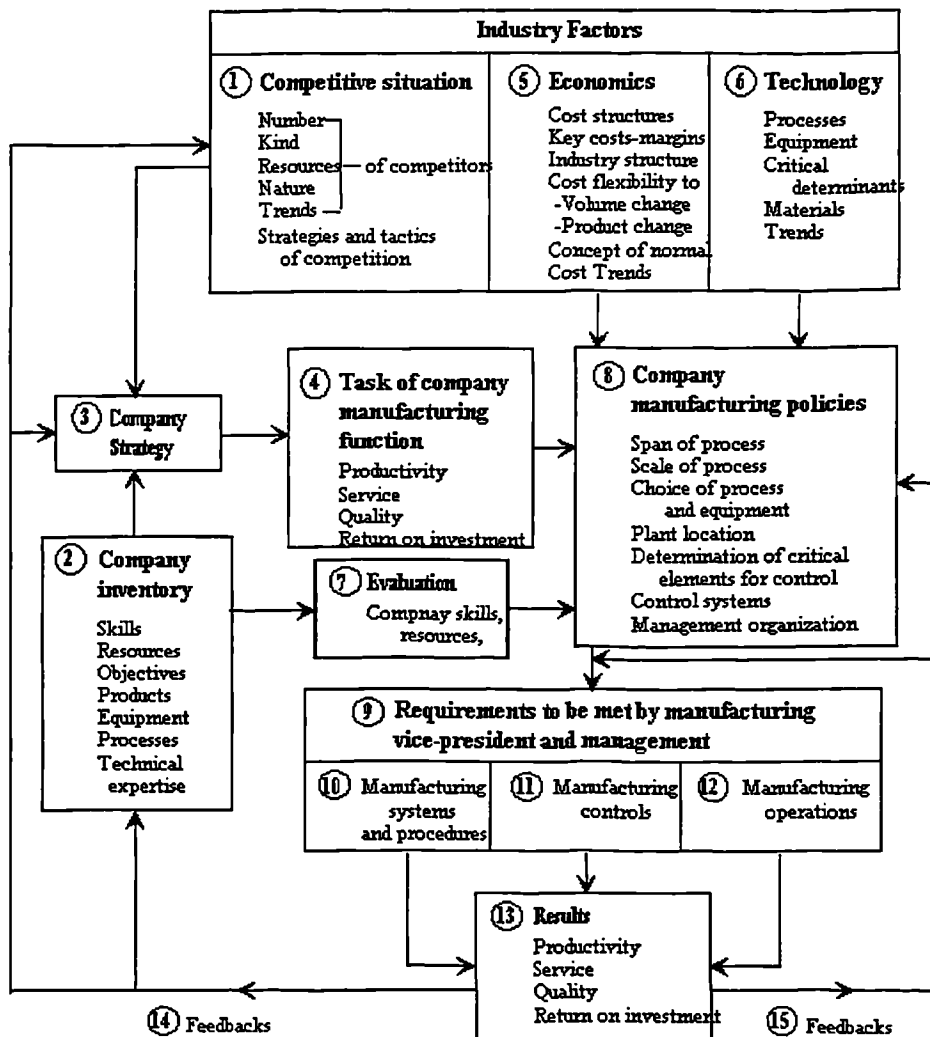 Industry Factors
1 Competitive situation
Number
Kind
Resources of competitors
Nature
Trends
Strategies and tactics
of competition
5 Economics
Cost structures
Key costs-margins
Industry structure
Cost flexibility to
-Volume change
-Product change
Concept of normal
Cost Trends
6 Technology
Processes
Equipment
Critical
determinants
Materials
Trends
3 Company
Strategy
4 Task of company
manufacturing
function
Productivity
Service
Quality
Return on investment
8 Company
manufacturing policies
Span of process
Scale of process
Choice of process
and equipment
Plant location
Determination of critical
elements for control
Control systems
Management organization
2 Company
inventory
Skills
Resources
Objectives
Products
Equipment
Processes
Technical
expertise
7 Evaluation
Compnay skills,
resources,
9 Requirements to be met by manufacturing
vice-president and management
10 Manufacturing
systems
and procedures
11 Manufacturing
controls
12 Manufacturing
operations
13 Results
Productivity
Service
Quality
Return on investment
14 Feedbacks
15 Feedbacks